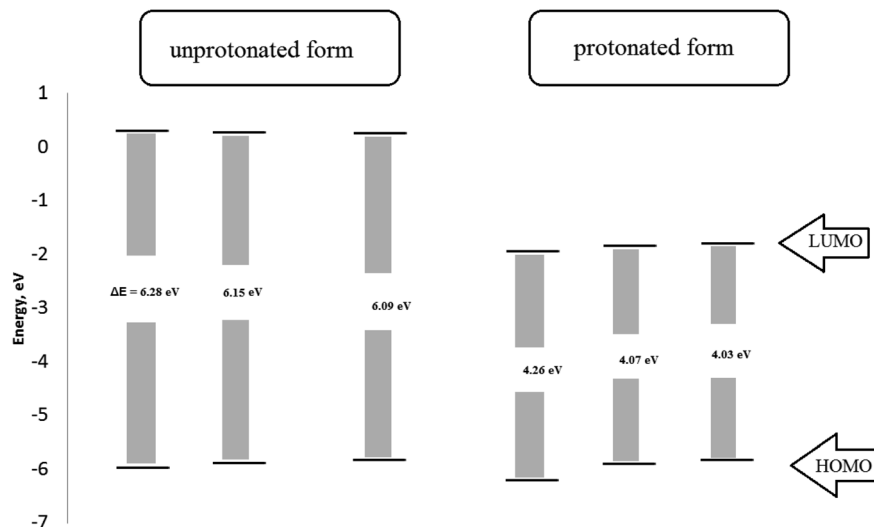 unprotonated form
protonated form
1
0
-1
-2
-3
-4
-5
-6
-7
Energy, eV
ΔE = 6.28 eV
6.15 eV
6.09 eV
4.26 eV
4.07 eV
4.03 eV
LUMO
HOMO